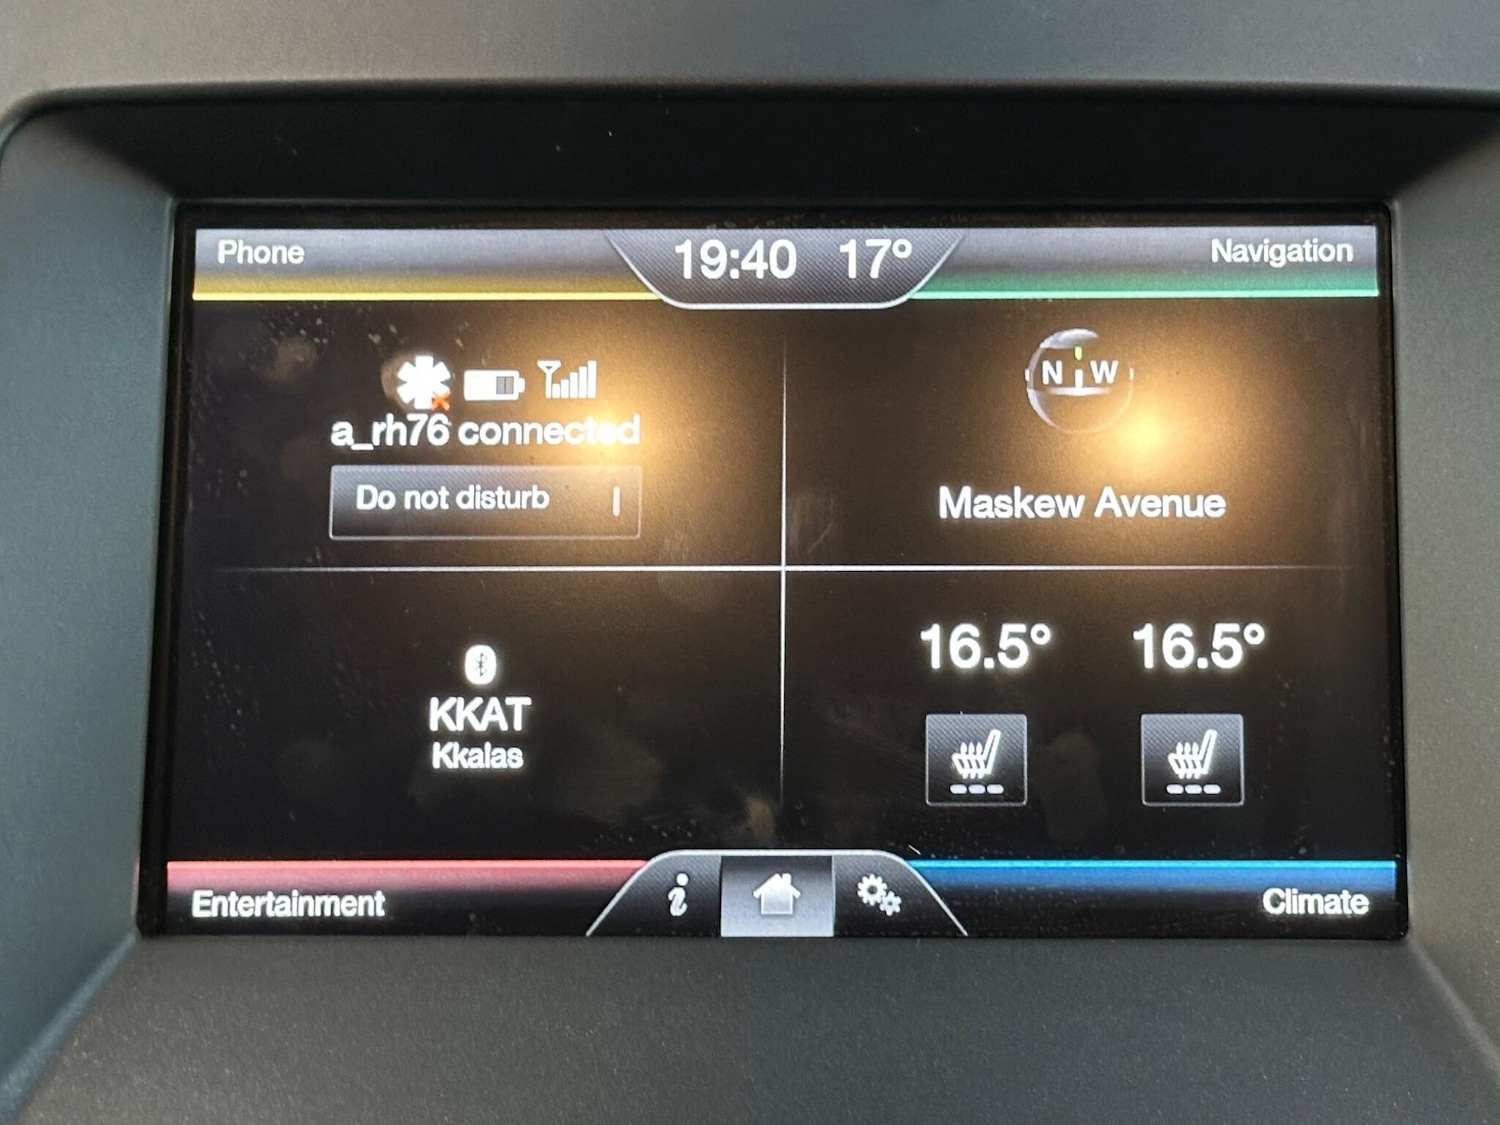 Phone
19:40 17°
Navigation
a_rh76 connected
Do not disturb
N W
Maskew Avenue
KKAT
Kkalas
16.5° 16.5°
Entertainment
i
Climate